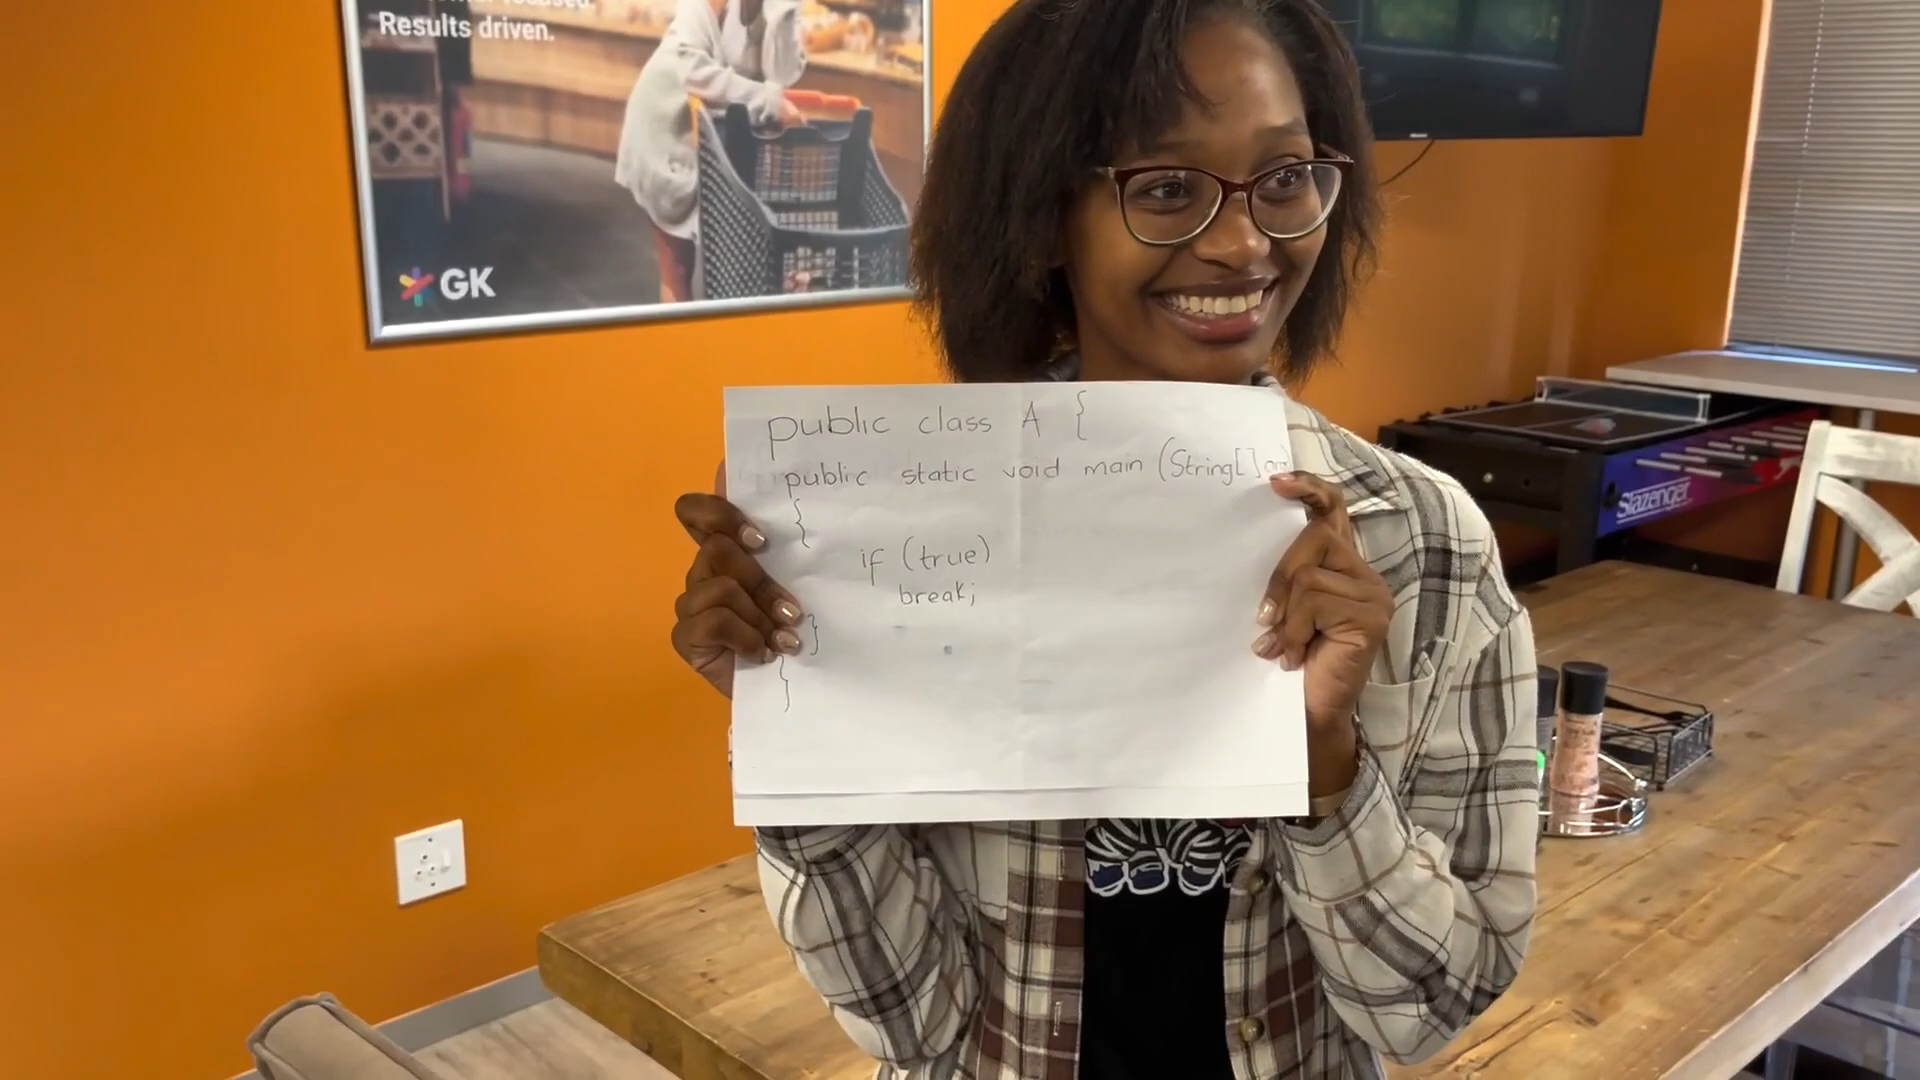 Results driven.
GK
public class A {
public static void main (String[]
{
if (true)
break;
}
}
Slazenger